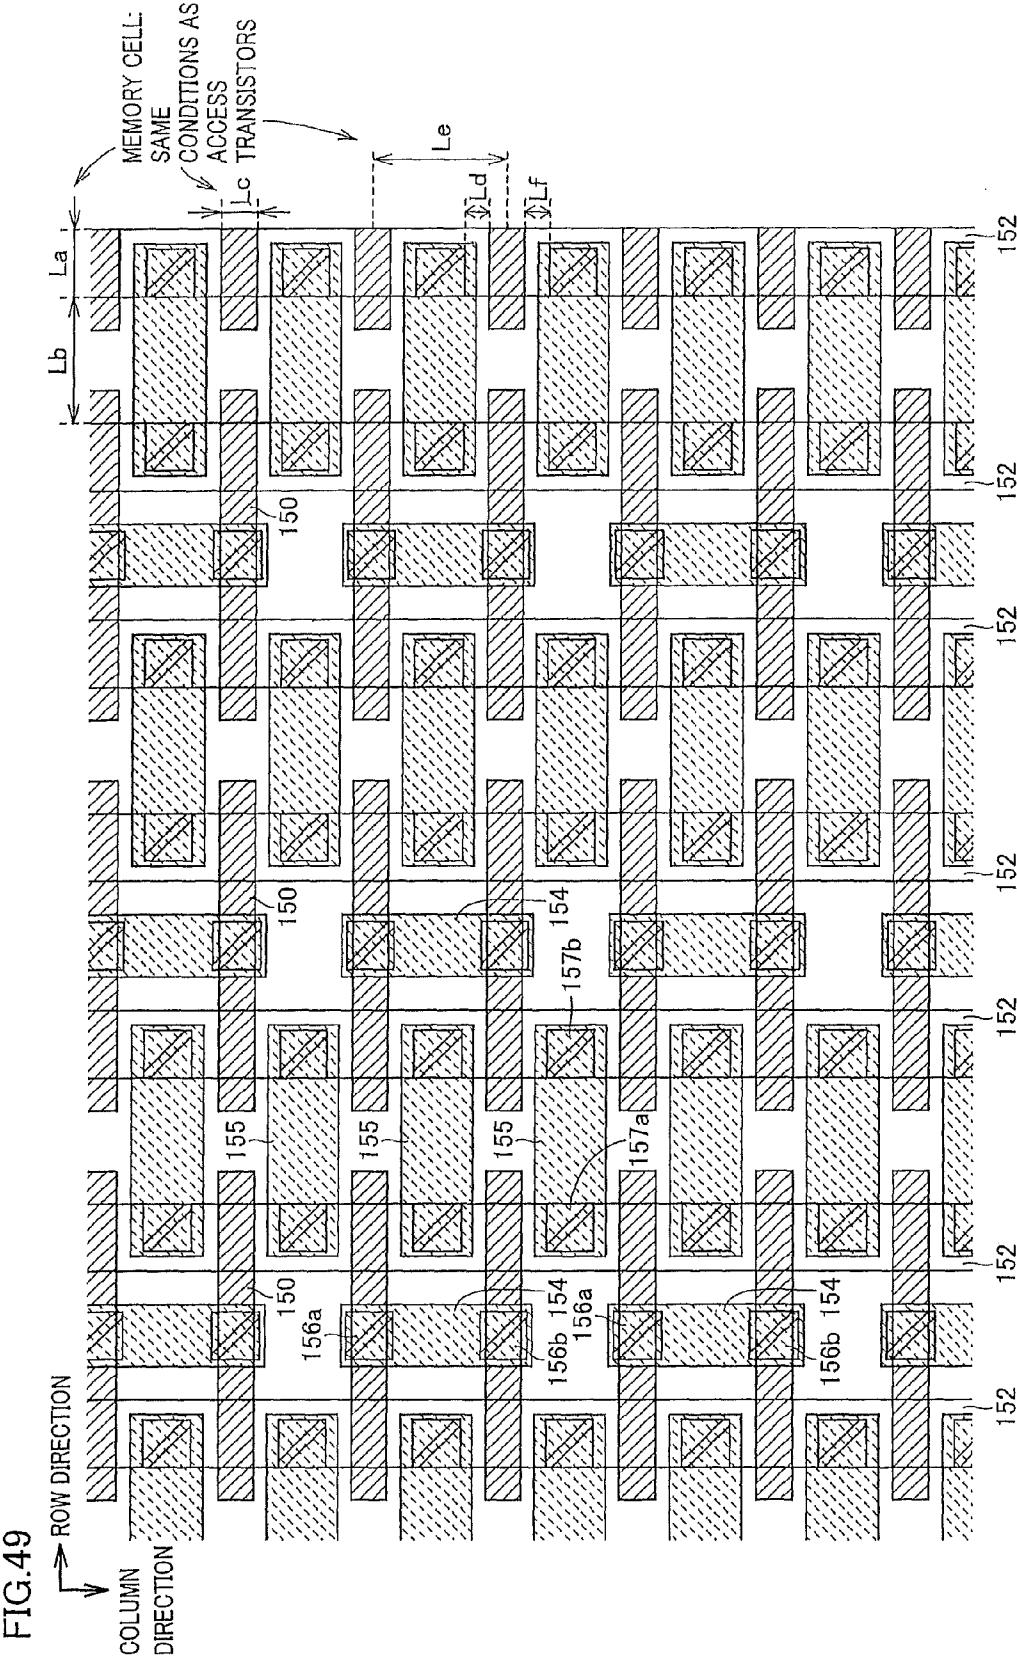 FIG.49
ROW DIRECTION
COLUMN
DIRECTION
MEMORY CELL:
SAME
CONDITIONS AS
ACCESS
TRANSISTORS
La
Lb
Lc
Le
Ld
Lf
150
150
150
152
152
152
152
152
152
152
154
154
154
155
155
155
156a
156b
156a
156b
157a
157b